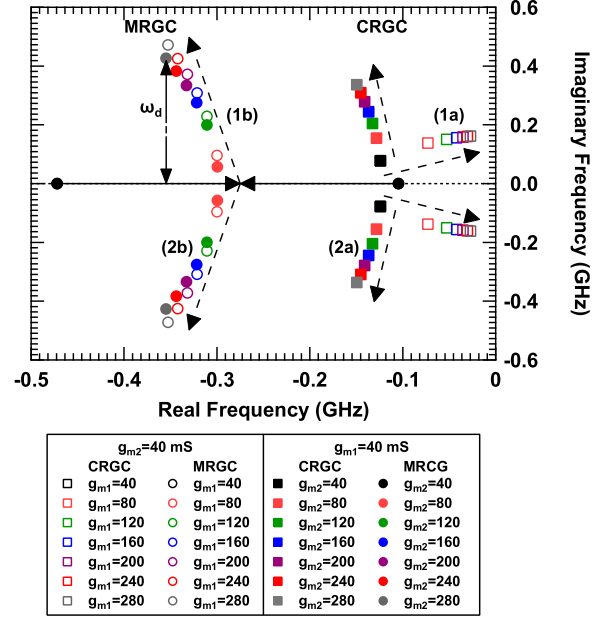 MRGC CRGC
0.6
0.4
0.2
0.0
-0.2
-0.4
-0.6
Imaginary Frequency (GHz)
ωd
(1b)
(1a)
(2b)
(2a)
-0.5 -0.4 -0.3 -0.2 -0.1 0
Real Frequency (GHz)
gm2=40 mS gm1=40 mS
CRGC MRGC CRGC MRCG
gm1=40 gm1=40 gm2=40 gm2=40
gm1=80 gm1=80 gm2=80 gm2=80
gm1=120 gm1=120 gm2=120 gm2=120
gm1=160 gm1=160 gm2=160 gm2=160
gm1=200 gm1=200 gm2=200 gm2=200
gm1=240 gm1=240 gm2=240 gm2=240
gm1=280 gm1=280 gm2=280 gm2=280